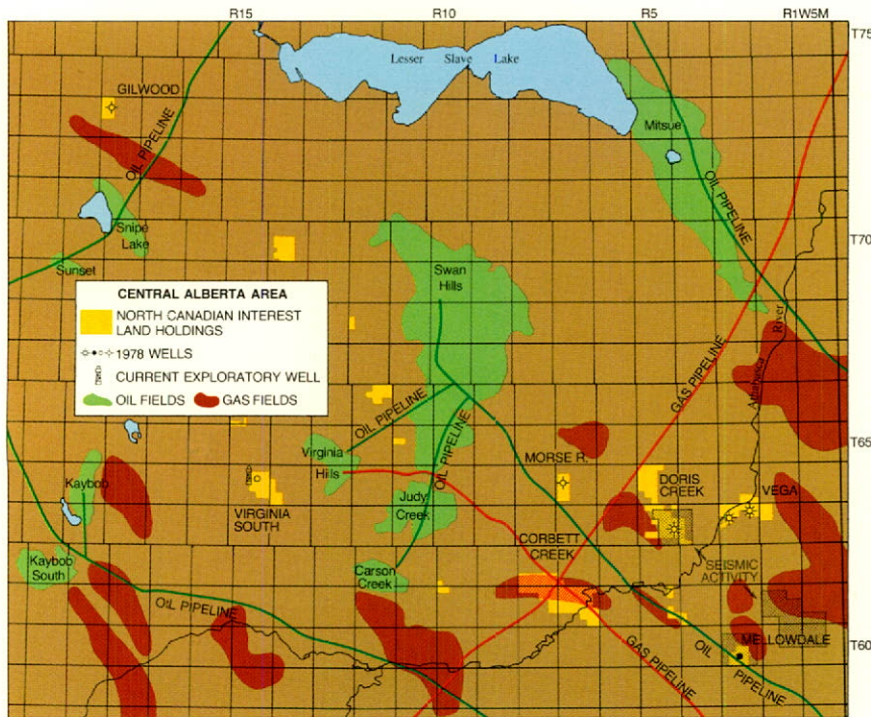 R15 R10 R5 R1W5M
T75
Lesser Slave Lake
GILWOOD
OIL PIPELINE
Mitsue
OIL PIPELINE
Snipe
Lake
T70
Sunset
Swan
Hills
CENTRAL ALBERTA AREA
NORTH CANADIAN INTEREST
LAND HOLDINGS
1978 WELLS
CURRENT EXPLORATORY WELL
OIL FIELDS GAS FIELDS
Athabasca River
GAS PIPELINE
OIL PIPELINE
OIL PIPELINE
T65
Virginia
Hills
MORSE R.
Kaybob
VIRGINIA
SOUTH
Judy
Creek
DORIS
CREEK
VEGA
CORBETT
CREEK
Kaybob
South
Carson
Creek
SEISMIC
ACTIVITY
OIL PIPELINE
MELLOWDALE
T60
GAS PIPELINE
OIL PIPELINE